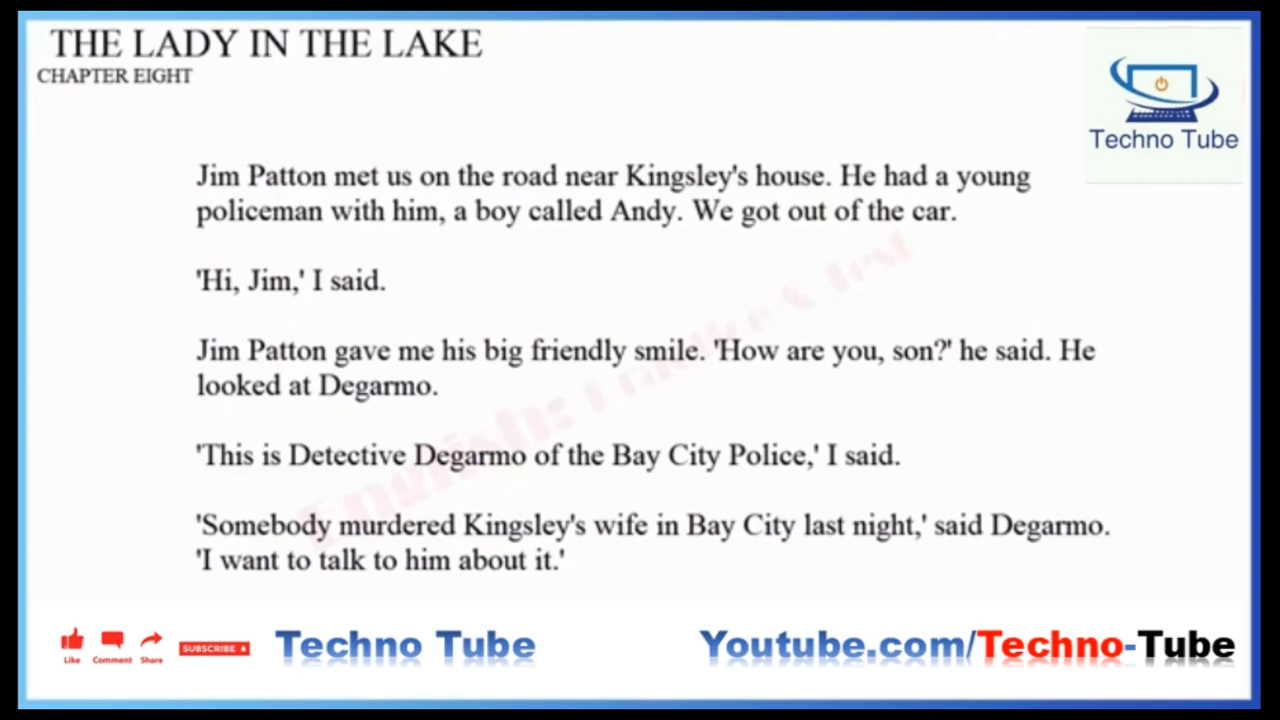 THE LADY IN THE LAKE
CHAPTER EIGHT
Techno Tube
Jim Patton met us on the road near Kingsley's house. He had a young
policeman with him, a boy called Andy. We got out of the car.
'Hi, Jim,' I said.
Jim Patton gave me his big friendly smile. 'How are you, son?' he said. He
looked at Degarmo.
'This is Detective Degarmo of the Bay City Police,' I said.
'Somebody murdered Kingsley's wife in Bay City last night,' said Degarmo.
'I want to talk to him about it.'
English: Practice & Test
Like Comment Share SUBSCRIBE Techno Tube Youtube.com/Techno-Tube